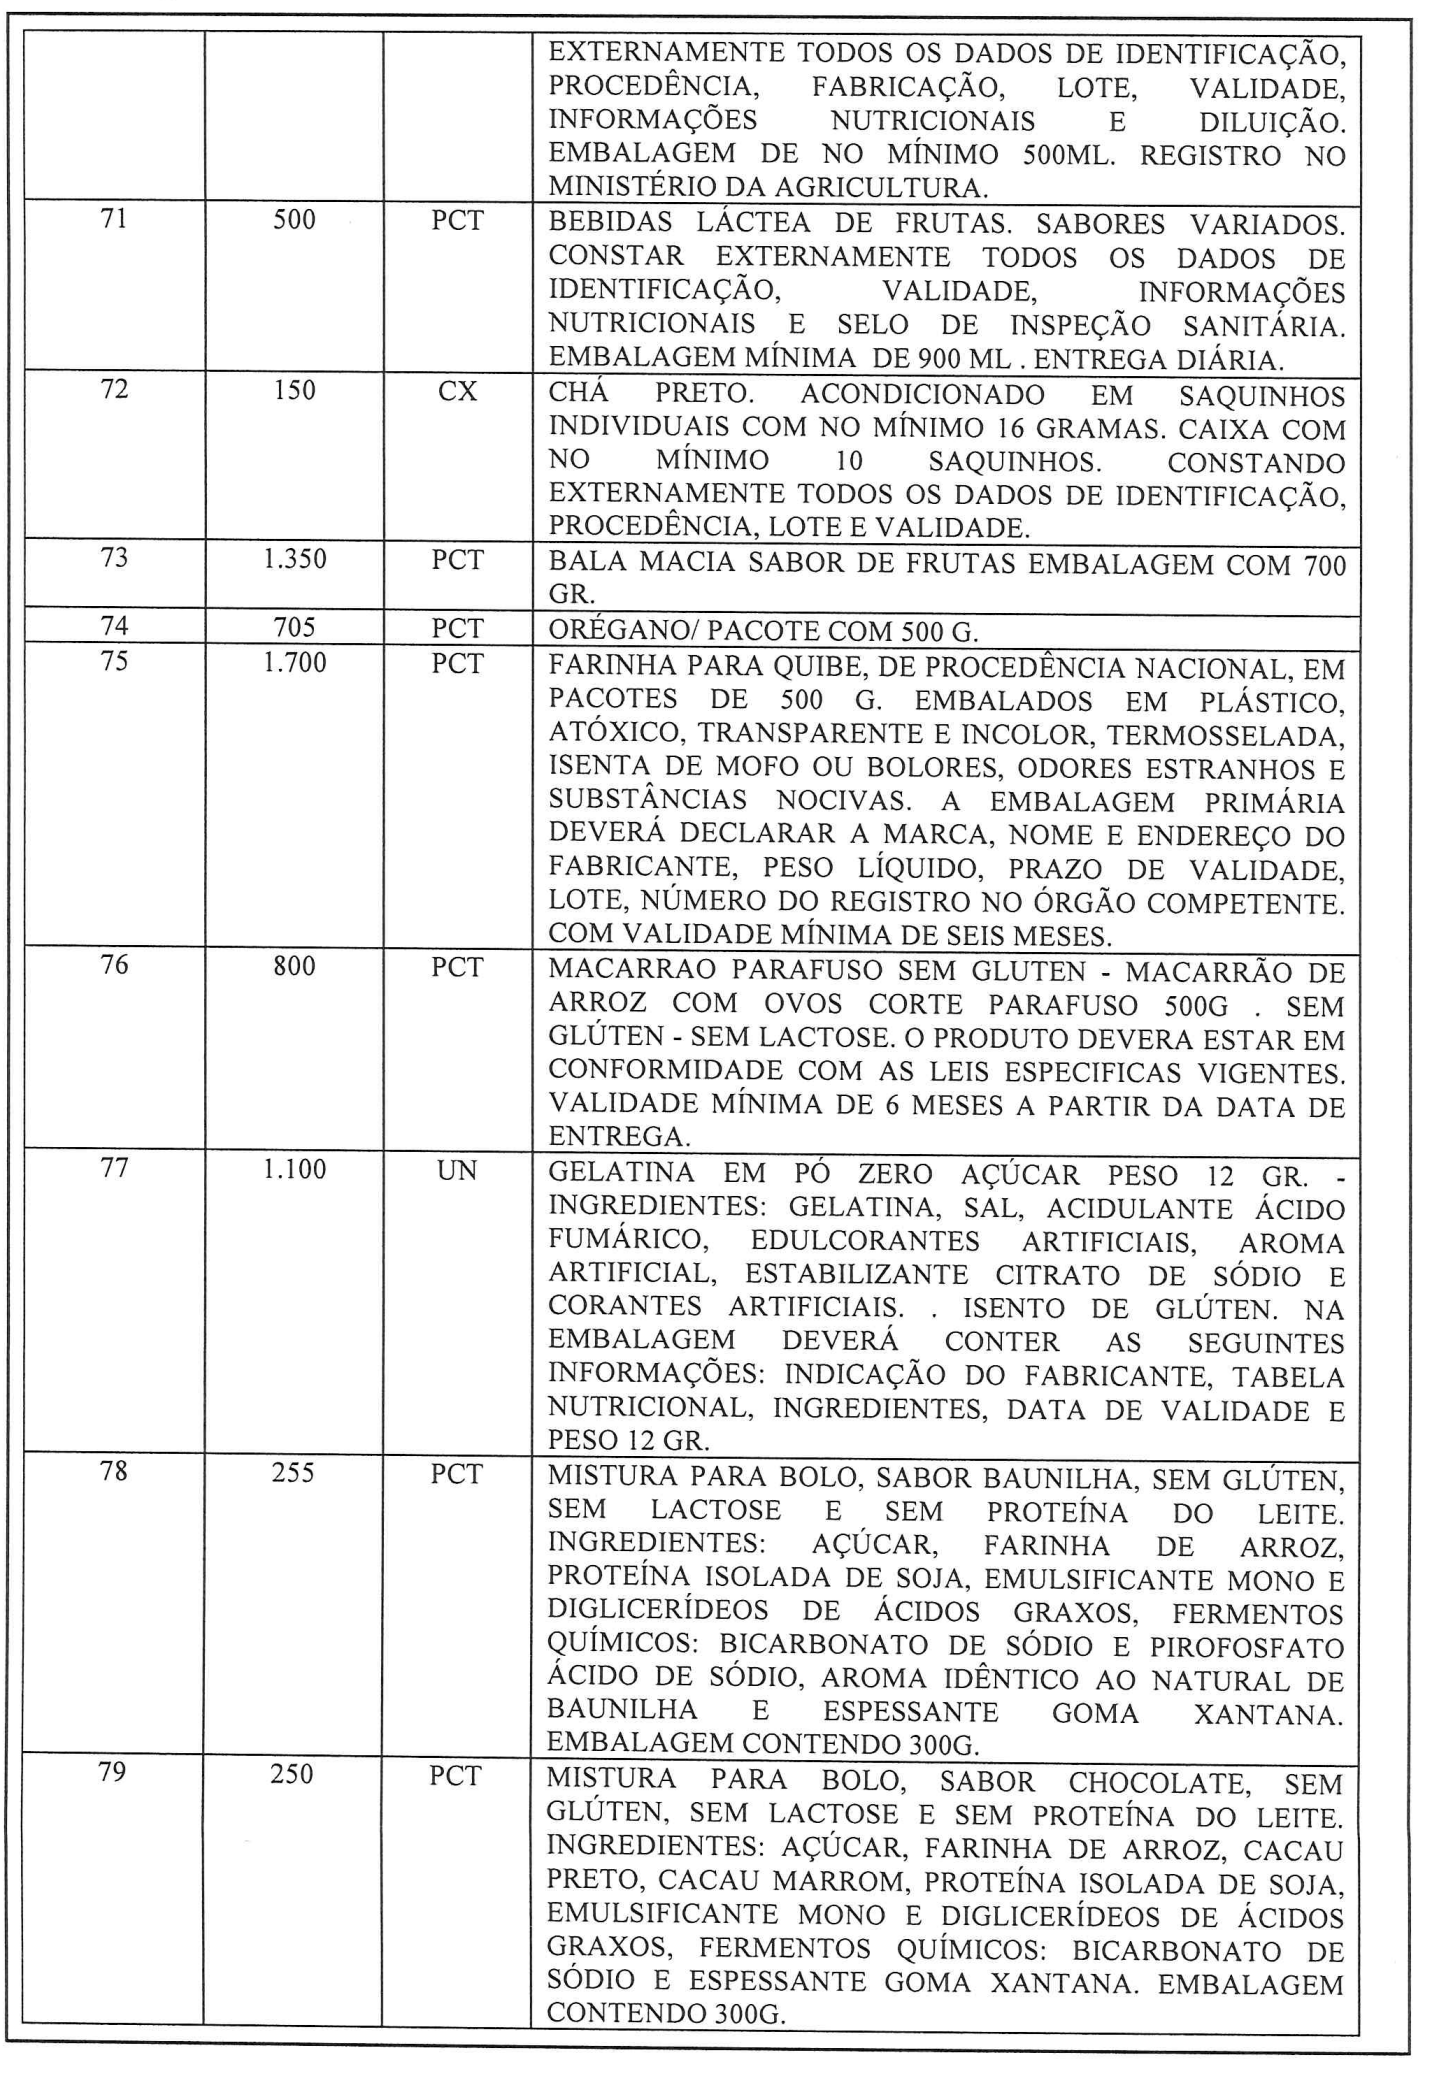 EXTERNAMENTE TODOS OS DADOS DE IDENTIFICAÇÃO,
PROCEDÊNCIA, FABRICAÇÃO, LOTE, VALIDADE,
INFORMAÇÕES NUTRICIONAIS E DILUIÇÃO.
EMBALAGEM DE NO MÍNIMO 500ML. REGISTRO NO
MINISTÉRIO DA AGRICULTURA.
71 500 PCT BEBIDAS LÁCTEA DE FRUTAS. SABORES VARIADOS.
CONSTAR EXTERNAMENTE TODOS OS DADOS DE
IDENTIFICAÇÃO, VALIDADE, INFORMAÇÕES
NUTRICIONAIS E SELO DE INSPEÇÃO SANITÁRIA.
EMBALAGEM MÍNIMA DE 900 ML . ENTREGA DIÁRIA.
72 150 CX CHÁ PRETO. ACONDICIONADO EM SAQUINHOS
INDIVIDUAIS COM NO MÍNIMO 16 GRAMAS. CAIXA COM
NO MÍNIMO 10 SAQUINHOS. CONSTANDO
EXTERNAMENTE TODOS OS DADOS DE IDENTIFICAÇÃO,
PROCEDÊNCIA, LOTE E VALIDADE.
73 1.350 PCT BALA MACIA SABOR DE FRUTAS EMBALAGEM COM 700
GR.
74 705 PCT ORÉGANO/ PACOTE COM 500 G.
75 1.700 PCT FARINHA PARA QUIBE, DE PROCEDÊNCIA NACIONAL, EM
PACOTES DE 500 G. EMBALADOS EM PLÁSTICO,
ATÓXICO, TRANSPARENTE E INCOLOR, TERMOSSELADA,
ISENTA DE MOFO OU BOLORES, ODORES ESTRANHOS E
SUBSTÂNCIAS NOCIVAS. A EMBALAGEM PRIMÁRIA
DEVERÁ DECLARAR A MARCA, NOME E ENDEREÇO DO
FABRICANTE, PESO LÍQUIDO, PRAZO DE VALIDADE,
LOTE, NÚMERO DO REGISTRO NO ÓRGÃO COMPETENTE.
COM VALIDADE MÍNIMA DE SEIS MESES.
76 800 PCT MACARRAO PARAFUSO SEM GLUTEN - MACARRÃO DE
ARROZ COM OVOS CORTE PARAFUSO 500G . SEM
GLÚTEN - SEM LACTOSE. O PRODUTO DEVERA ESTAR EM
CONFORMIDADE COM AS LEIS ESPECIFICAS VIGENTES.
VALIDADE MÍNIMA DE 6 MESES A PARTIR DA DATA DE
ENTREGA.
77 1.100 UN GELATINA EM PÓ ZERO AÇÚCAR PESO 12 GR. -
INGREDIENTES: GELATINA, SAL, ACIDULANTE ÁCIDO
FUMÁRICO, EDULCORANTES ARTIFICIAIS, AROMA
ARTIFICIAL, ESTABILIZANTE CITRATO DE SÓDIO E
CORANTES ARTIFICIAIS. . ISENTO DE GLÚTEN. NA
EMBALAGEM DEVERÁ CONTER AS SEGUINTES
INFORMAÇÕES: INDICAÇÃO DO FABRICANTE, TABELA
NUTRICIONAL, INGREDIENTES, DATA DE VALIDADE E
PESO 12 GR.
78 255 PCT MISTURA PARA BOLO, SABOR BAUNILHA, SEM GLÚTEN,
SEM LACTOSE E SEM PROTEÍNA DO LEITE.
INGREDIENTES: AÇÚCAR, FARINHA DE ARROZ,
PROTEÍNA ISOLADA DE SOJA, EMULSIFICANTE MONO E
DIGLICERÍDEOS DE ÁCIDOS GRAXOS, FERMENTOS
QUÍMICOS: BICARBONATO DE SÓDIO E PIROFOSFATO
ÁCIDO DE SÓDIO, AROMA IDÊNTICO AO NATURAL DE
BAUNILHA E ESPESSANTE GOMA XANTANA.
EMBALAGEM CONTENDO 300G.
79 250 PCT MISTURA PARA BOLO, SABOR CHOCOLATE, SEM
GLÚTEN, SEM LACTOSE E SEM PROTEÍNA DO LEITE.
INGREDIENTES: AÇÚCAR, FARINHA DE ARROZ, CACAU
PRETO, CACAU MARROM, PROTEÍNA ISOLADA DE SOJA,
EMULSIFICANTE MONO E DIGLICERÍDEOS DE ÁCIDOS
GRAXOS, FERMENTOS QUÍMICOS: BICARBONATO DE
SÓDIO E ESPESSANTE GOMA XANTANA. EMBALAGEM
CONTENDO 300G.